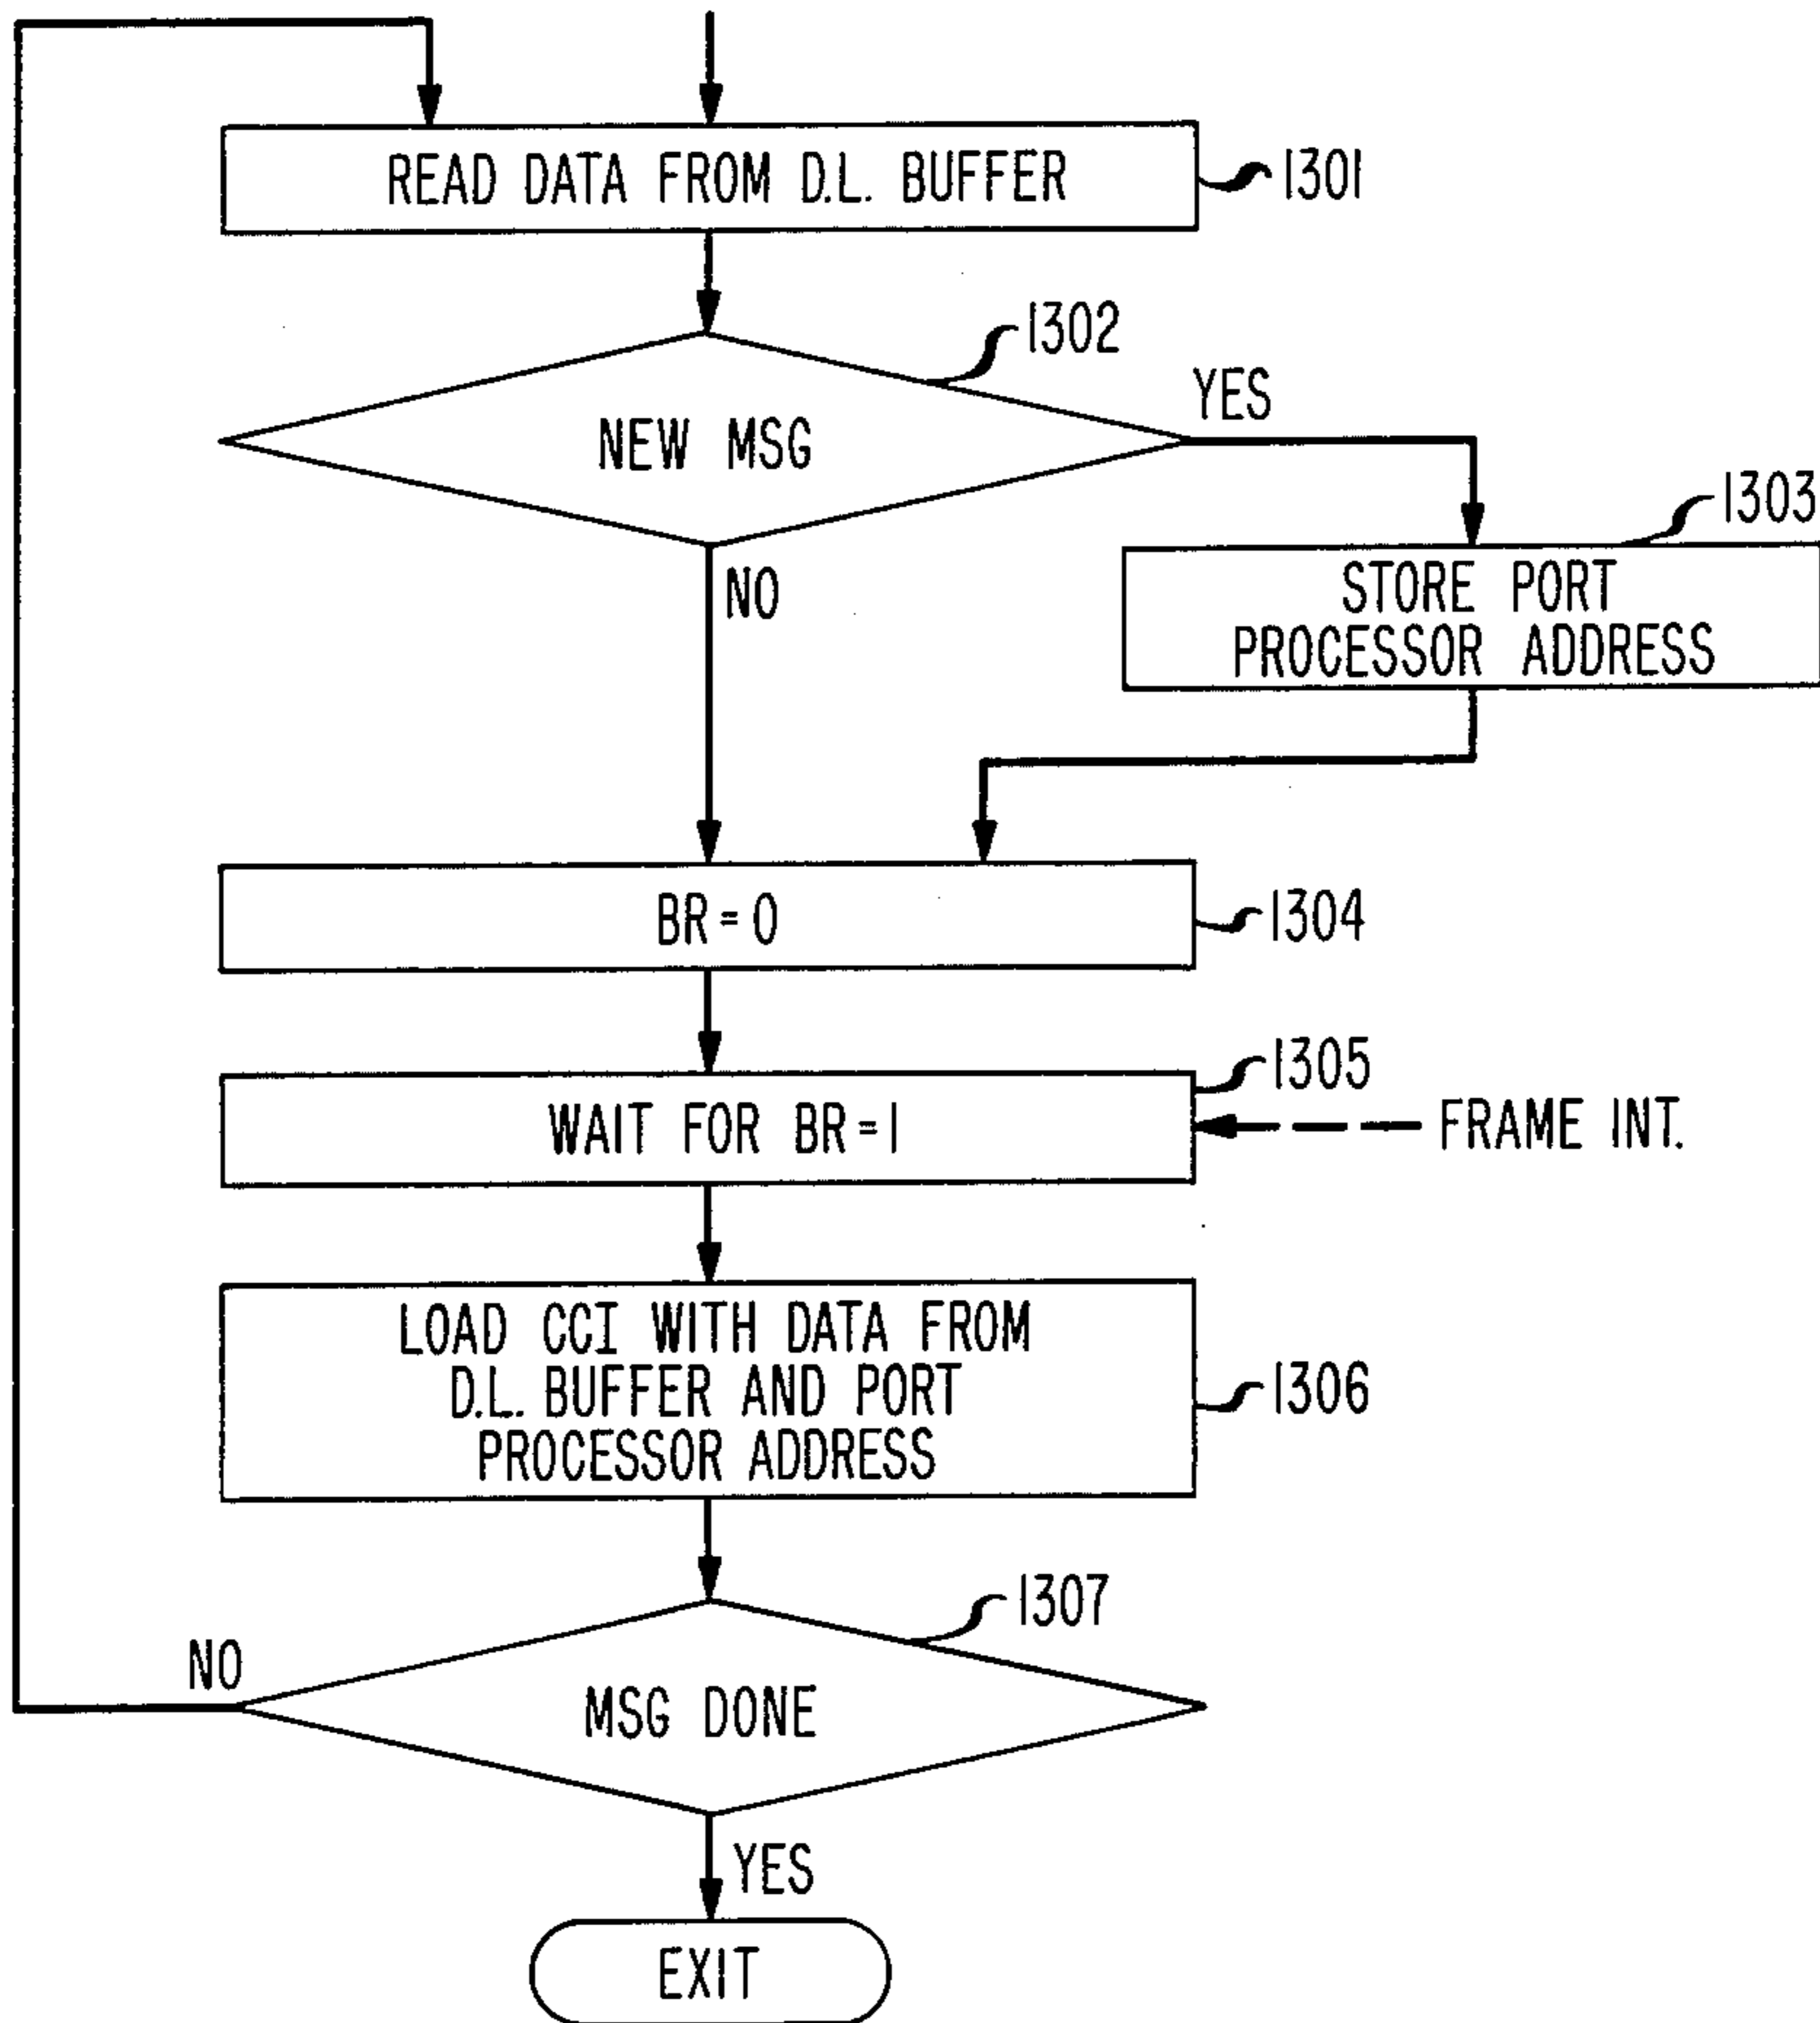 READ DATA FROM D.L. BUFFER
1301
1302
NEW MSG
YES
NO
1303
STORE PORT
PROCESSOR ADDRESS
BR=0
1304
WAIT FOR BR=1
1305
FRAME INT.
LOAD CCI WITH DATA FROM
D.L. BUFFER AND PORT
PROCESSOR ADDRESS
1306
1307
NO
MSG DONE
YES
EXIT